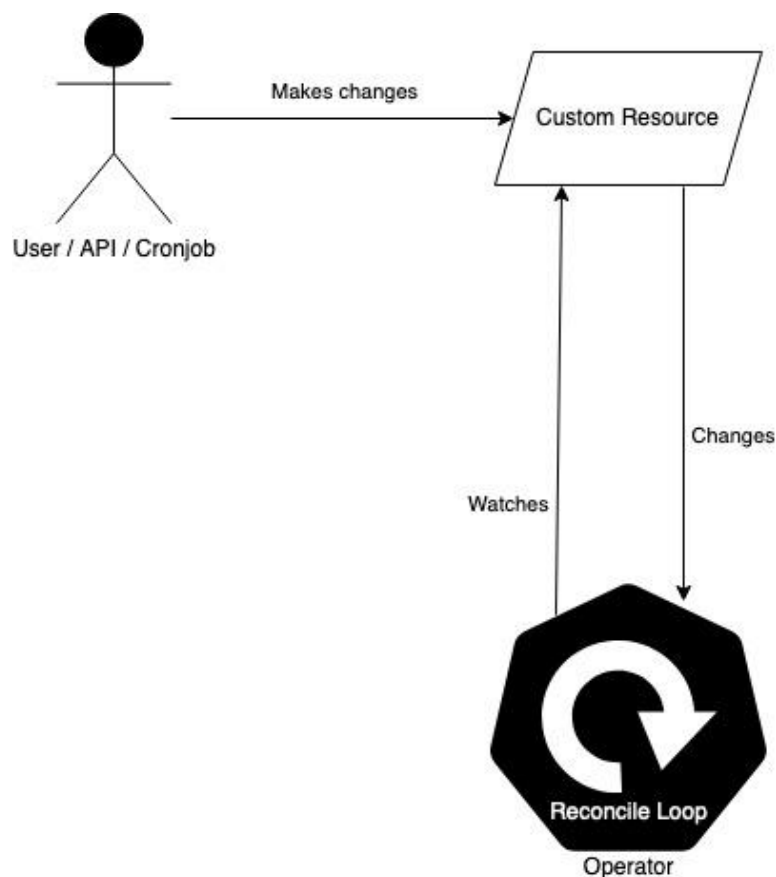 Makes changes
Custom Resource
User / API / Cronjob
Changes
Watches
Reconcile Loop
Operator